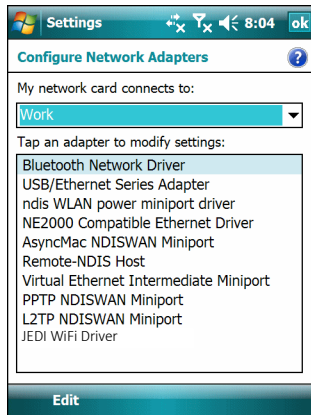 Settings 8:04 ok
Configure Network Adapters ?
My network card connects to:
Work
Tap an adapter to modify settings:
Bluetooth Network Driver
USB/Ethernet Series Adapter
ndis WLAN power miniport driver
NE2000 Compatible Ethernet Driver
AsyncMac NDISWAN Miniport
Remote-NDIS Host
Virtual Ethernet Intermediate Miniport
PPTP NDISWAN Miniport
L2TP NDISWAN Miniport
JEDI WiFi Driver
Edit